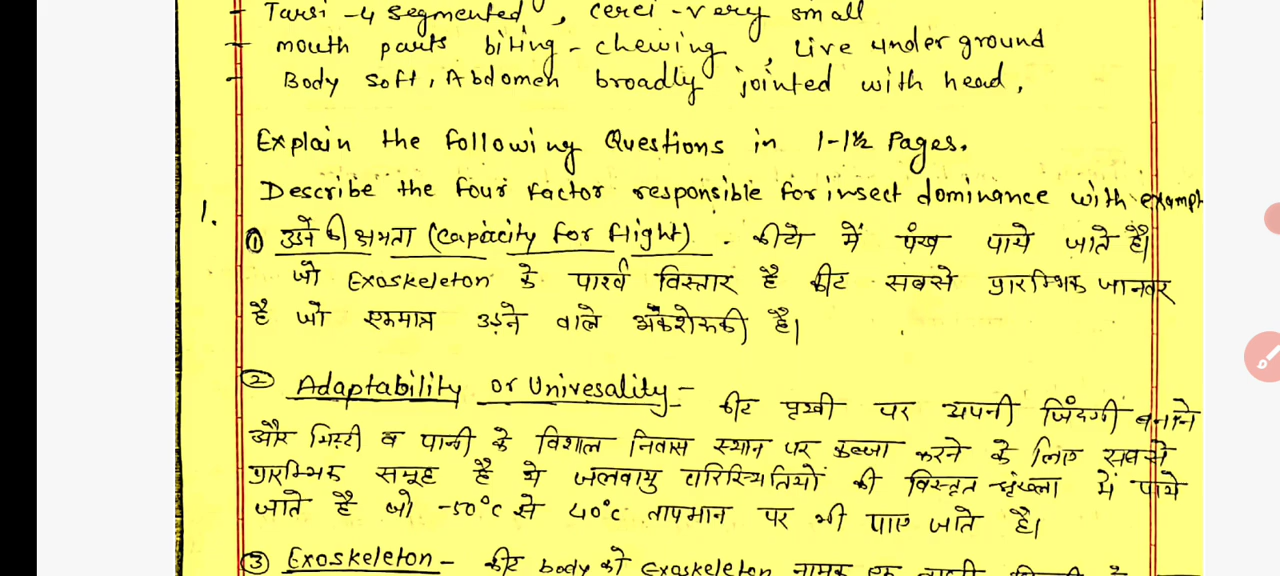 - Tarsi - 4 segmented, cerci - very small
- mouth parts biting - chewing, Live under ground
- Body soft, Abdomen broadly jointed with head,
Explain the following Questions in 1-1½ Pages.
1. Describe the four factor responsible for insect dominance with exampl
① उड़ने की क्षमता (Capacity for flight). कीटो में पंख पाये जाते है।
जो Exoskeleton के पार्श्व विस्तार है कीट सबसे प्रारम्भिक जानवर
है जो एकमात्र उड़ने वाले अकशेरुकी है।
② Adaptability or Univesality - कीट पृथ्वी पर अपनी जिंदगी बनाने
और मिट्टी व पानी के विशाल निवास स्थान पर कब्जा करने के लिए सबसे
प्रारम्भिक समूह है ये जलवायु परिस्थितियों की विस्तृत श्रृंखला में पाये
जाते है जो -50°c से 40°c तापमान पर भी पाए जाते है।
③ Exoskeleton - कीट body को exoskeleton नामक एक